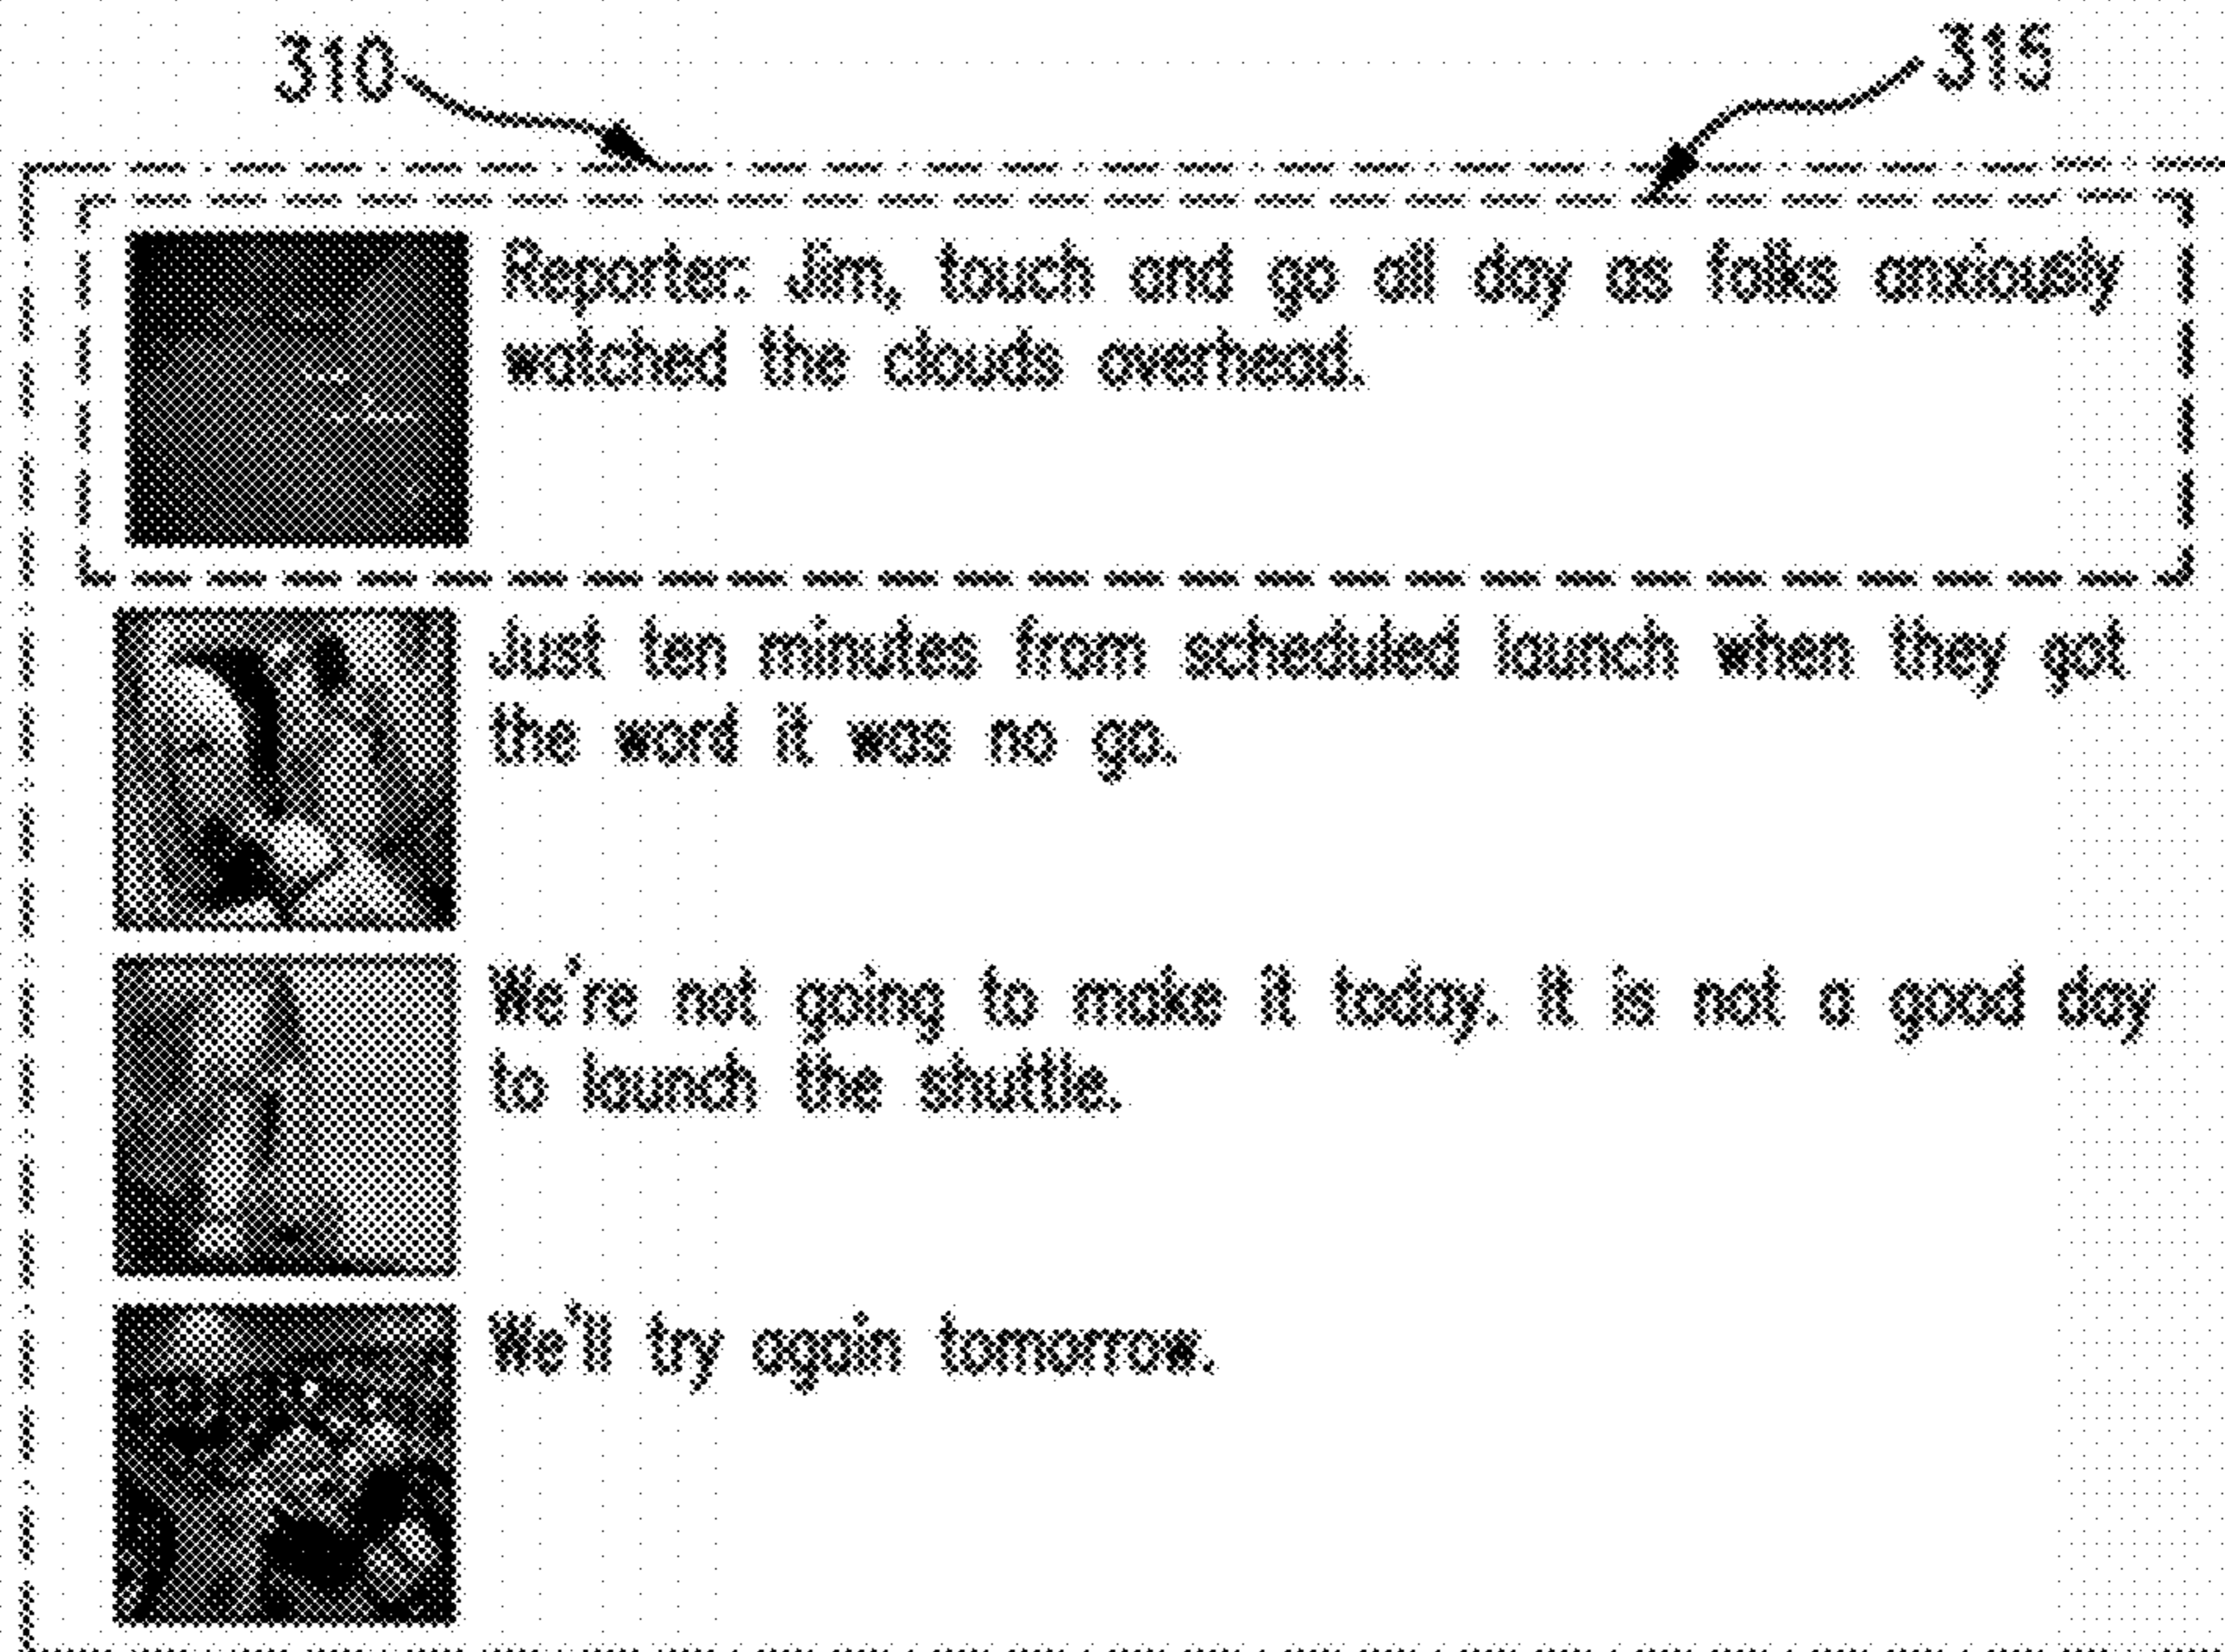 310
315
Reporter: Jim, touch and go all day as folks anxiously
watched the clouds overhead.
Just ten minutes from scheduled launch when they got
the word it was no go.
We're not going to make it today. It is not a good day
to launch the shuttle.
We'll try again tomorrow.